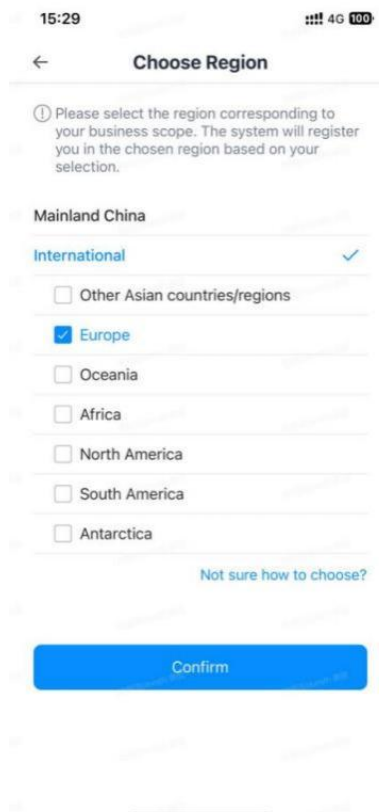 15:29
4G 100
Choose Region
Please select the region corresponding to
your business scope. The system will register
you in the chosen region based on your
selection.
Mainland China
International
Other Asian countries/regions
Europe
Oceania
Africa
North America
South America
Antarctica
Not sure how to choose?
Confirm